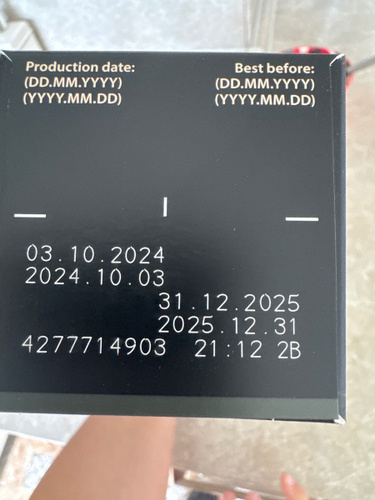 Production date: Best before:
(DD.MM.YYYY) (DD.MM.YYYY)
(YYYY.MM.DD) (YYYY.MM.DD)
03.10.2024
2024.10.03
31.12.2025
2025.12.31
4277714903 21:12 2B